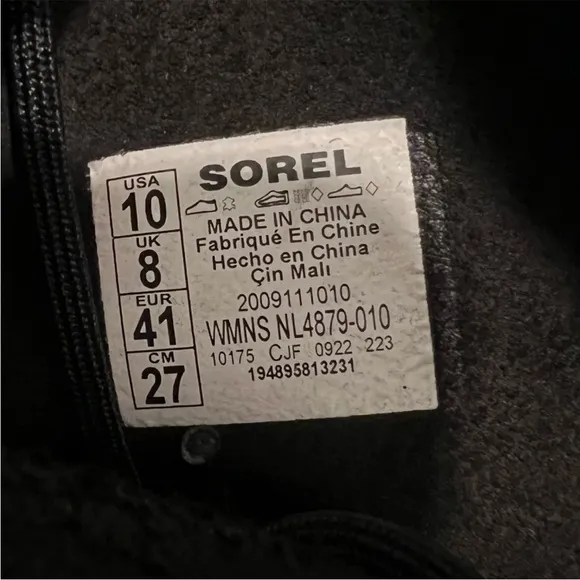 USA
10
UK
8
EUR
41
CM
27
SOREL
MADE IN CHINA
Fabriqué En Chine
Hecho en China
Çin Malı
2009111010
WMNS NL4879-010
10175 CJF 0922 223
194895813231